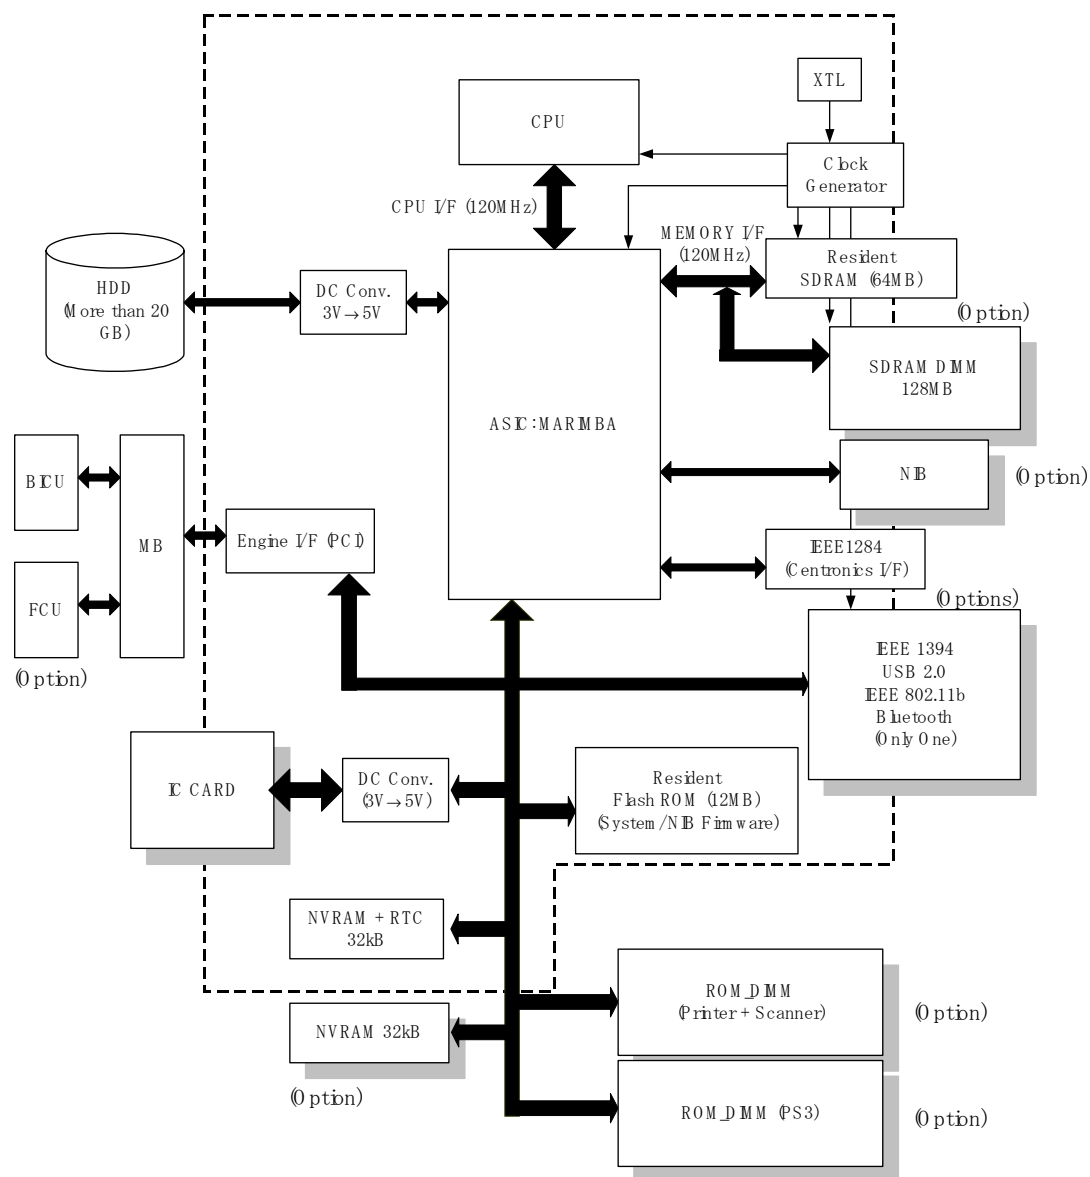 XTL
CPU
Clock
Generator
CPU I/F (120MHz)
MEMORY I/F
(120MHz)
Resident
SDRAM (64MB)
HDD
(More than 20
GB)
DC Conv.
3V→5V
(Option)
SDRAM DIMM
128MB
ASIC:MARIMBA
BICU
MB
NIB
(Option)
Engine I/F (PCI)
IEEE1284
(Centronics I/F)
FCU
(Options)
(Option)
IEEE 1394
USB 2.0
IEEE 802.11b
Bluetooth
(Only One)
IC CARD
DC Conv.
(3V→5V)
Resident
Flash ROM (12MB)
(System/NIB Firmware)
NVRAM + RTC
32kB
ROM_DIMM
(Printer + Scanner)
(Option)
NVRAM 32kB
(Option)
ROM_DIMM (PS3)
(Option)